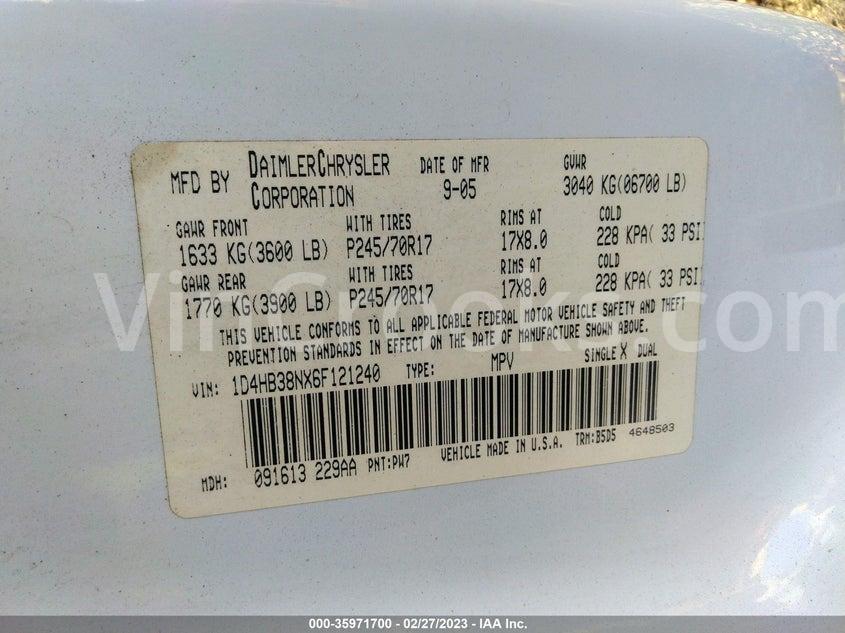 MFD BY DAIMLERCHRYSLER CORPORATION DATE OF MFR 9-05 GVWR 3040 KG(06700 LB)
GAWR FRONT WITH TIRES RIMS AT COLD
1633 KG(3600 LB) P245/70R17 17X8.0 228 KPA( 33 PSI
GAWR REAR WITH TIRES RIMS AT COLD
1770 KG(3900 LB) P245/70R17 17X8.0 228 KPA( 33 PSI
THIS VEHICLE CONFORMS TO ALL APPLICABLE FEDERAL MOTOR VEHICLE SAFETY AND THEFT
PREVENTION STANDARDS IN EFFECT ON THE DATE OF MANUFACTURE SHOWN ABOVE.
VIN: 1D4HB38NX6F121240 TYPE: MPV SINGLE X DUAL
MDH: 091613 229AA PNT:PW7 VEHICLE MADE IN U.S.A. TRM:B5D5 4648503
000-35971700 - 02/27/2023 - IAA Inc.